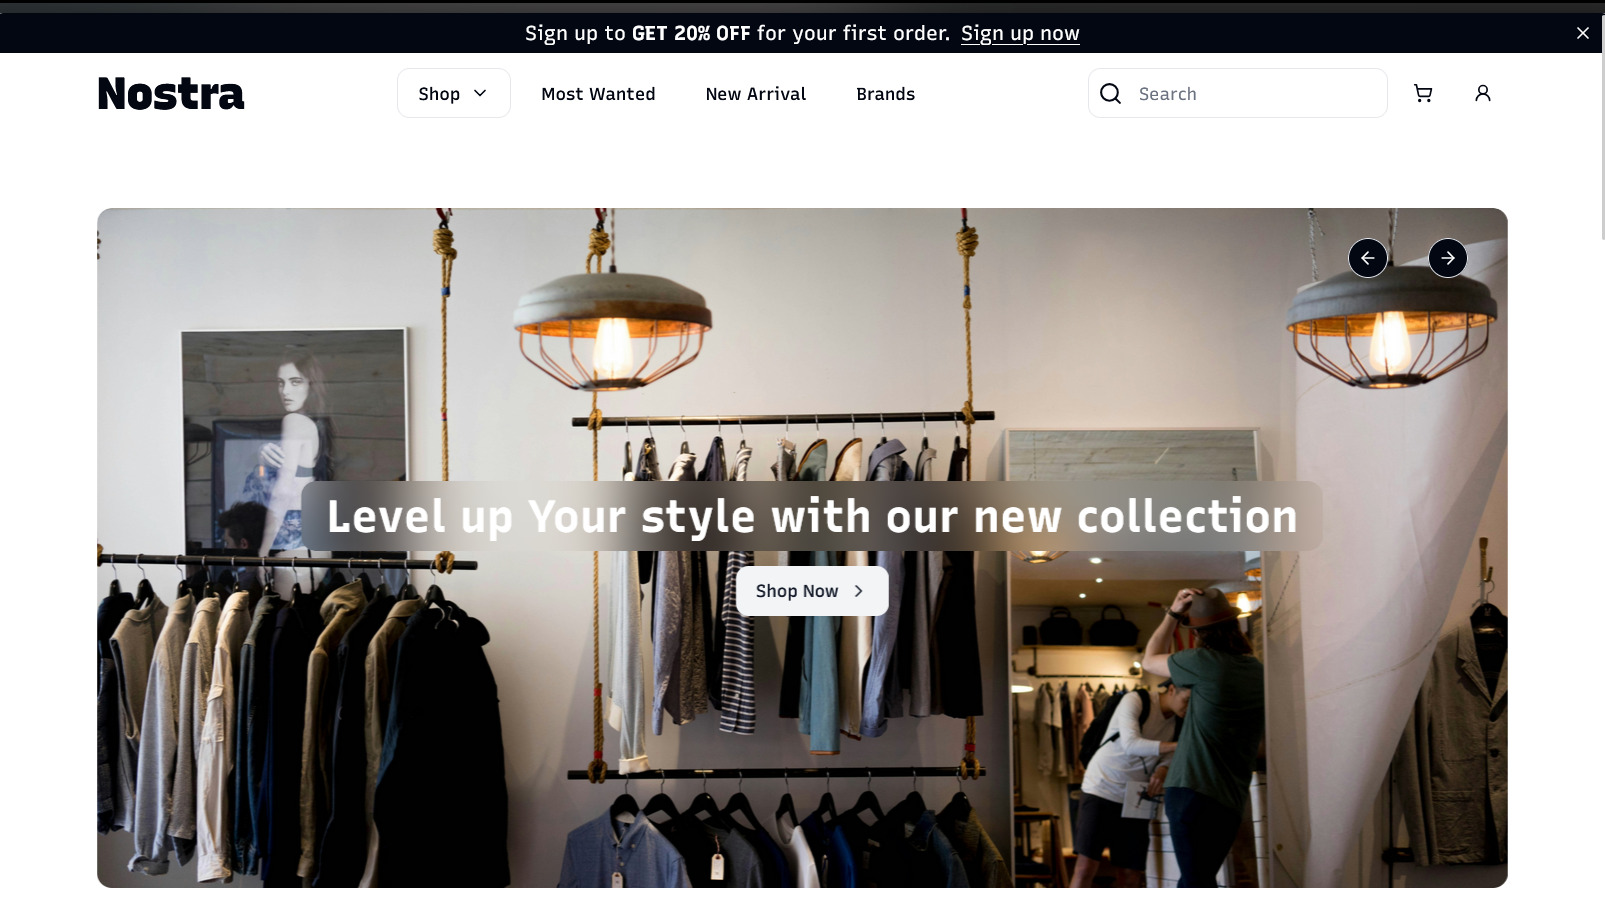 Sign up to GET 20% OFF for your first order. Sign up now
Nostra
Shop
Most Wanted
New Arrival
Brands
Search
Level up Your style with our new collection
Shop Now